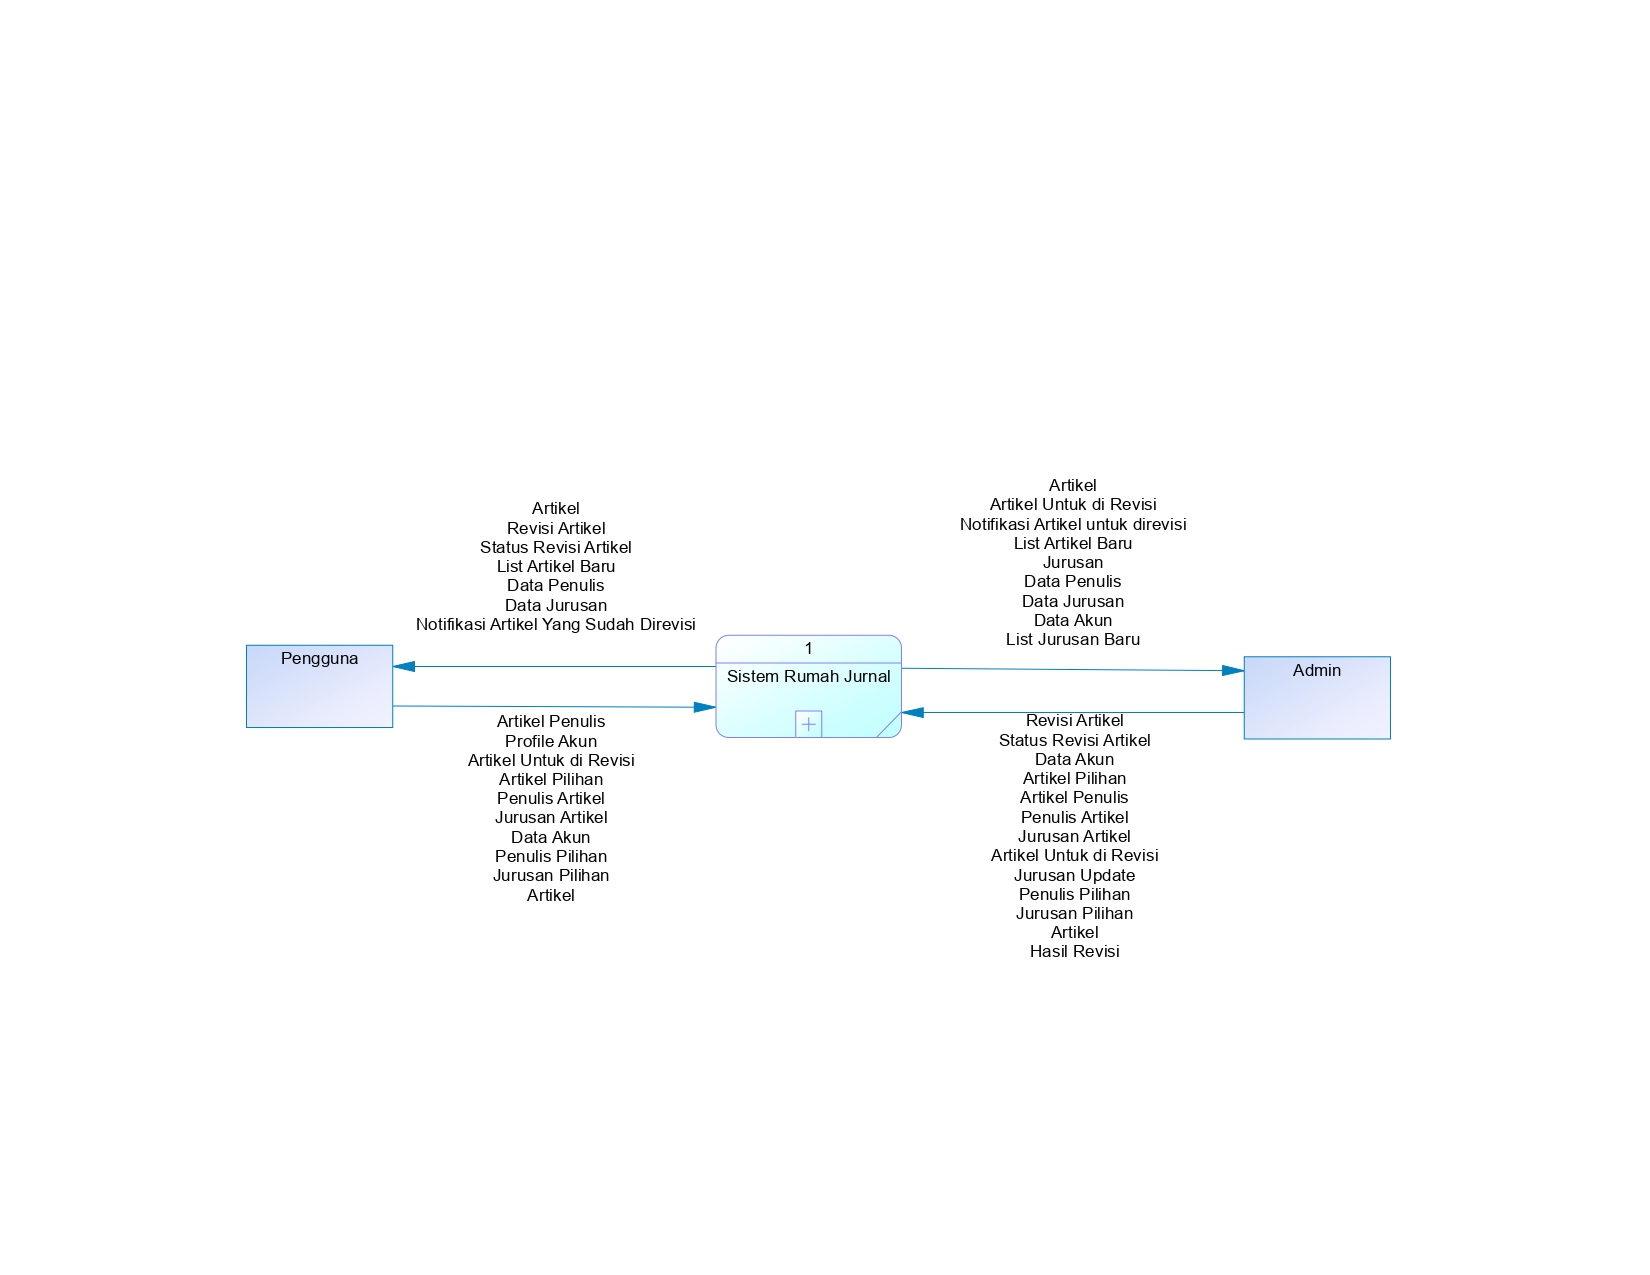 Artikel
Revisi Artikel
Status Revisi Artikel
List Artikel Baru
Data Penulis
Data Jurusan
Notifikasi Artikel Yang Sudah Direvisi
Artikel
Artikel Untuk di Revisi
Notifikasi Artikel untuk direvisi
List Artikel Baru
Jurusan
Data Penulis
Data Jurusan
Data Akun
List Jurusan Baru
Pengguna
1
Sistem Rumah Jurnal
Admin
Artikel Penulis
Profile Akun
Artikel Untuk di Revisi
Artikel Pilihan
Penulis Artikel
Jurusan Artikel
Data Akun
Penulis Pilihan
Jurusan Pilihan
Artikel
Revisi Artikel
Status Revisi Artikel
Data Akun
Artikel Pilihan
Artikel Penulis
Penulis Artikel
Jurusan Artikel
Artikel Untuk di Revisi
Jurusan Update
Penulis Pilihan
Jurusan Pilihan
Artikel
Hasil Revisi